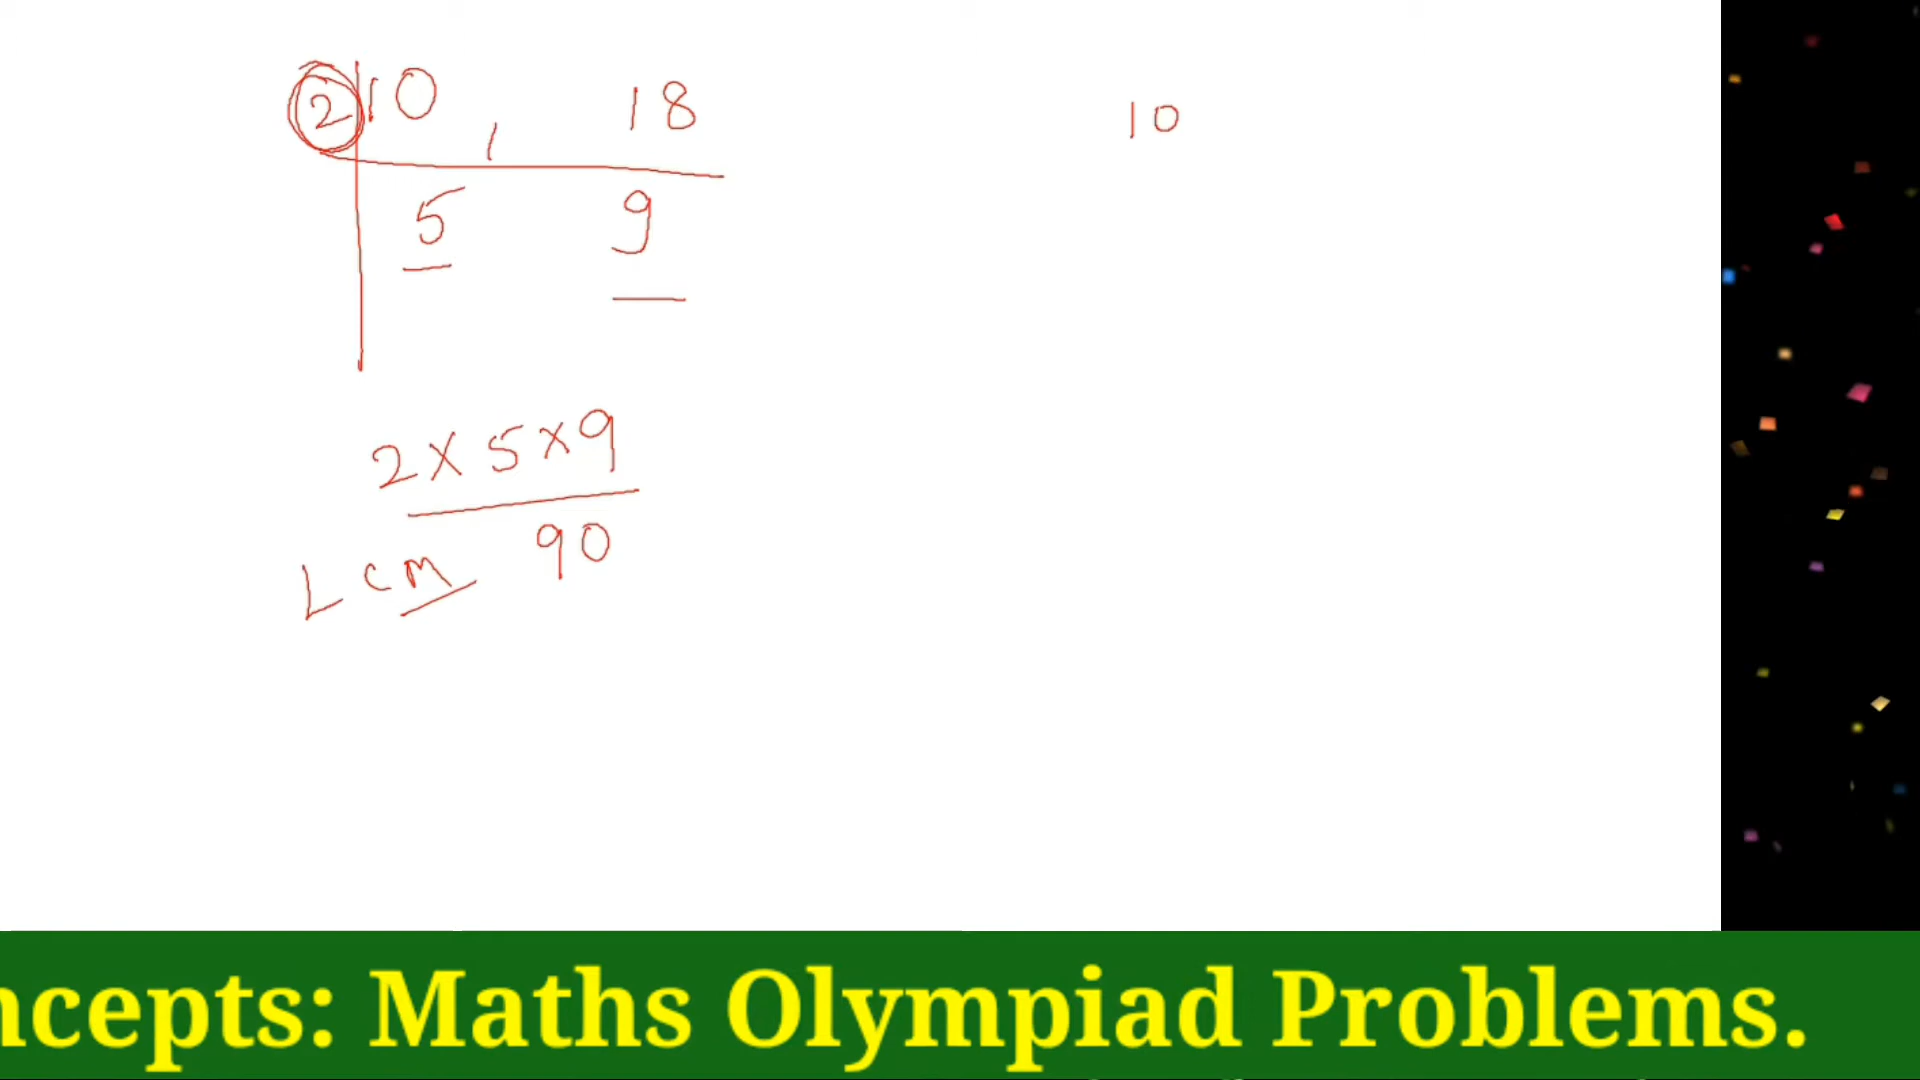 2 10 , 18
10
5 9
2 × 5 × 9
90
LCM
ncepts: Maths Olympiad Problems.